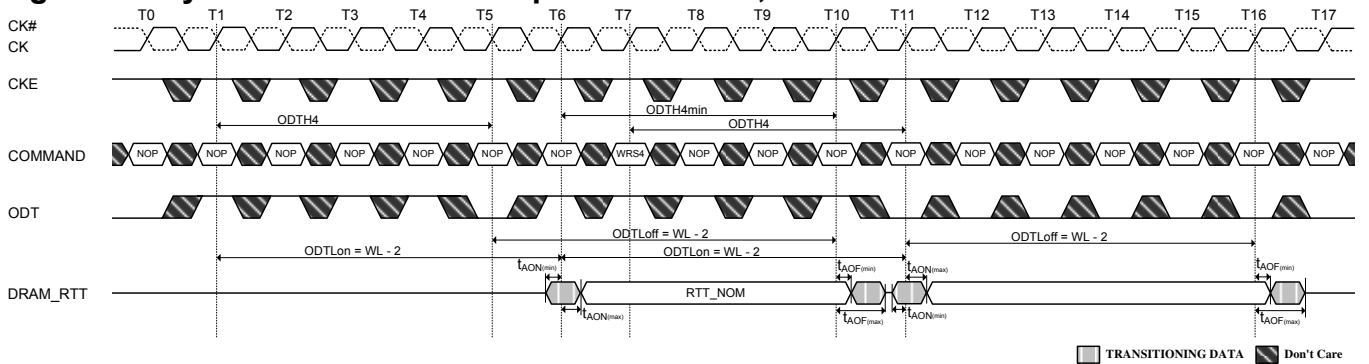 T0 T1 T2 T3 T4 T5 T6 T7 T8 T9 T10 T11 T12 T13 T14 T15 T16 T17
CK#
CK
CKE
ODTH4min
ODTH4 ODTH4
COMMAND NOP NOP NOP NOP NOP NOP NOP WRS4 NOP NOP NOP NOP NOP NOP NOP NOP NOP NOP
ODT
ODTLoff = WL - 2 ODTLoff = WL - 2
ODTLon = WL - 2 ODTLon = WL - 2
tAON(min) tAOF(min) tAON(max) tAOF(min)
DRAM_RTT RTT_NOM
tAON(max) tAOF(max) tAON(min) tAOF(max)
TRANSITIONING DATA Don't Care